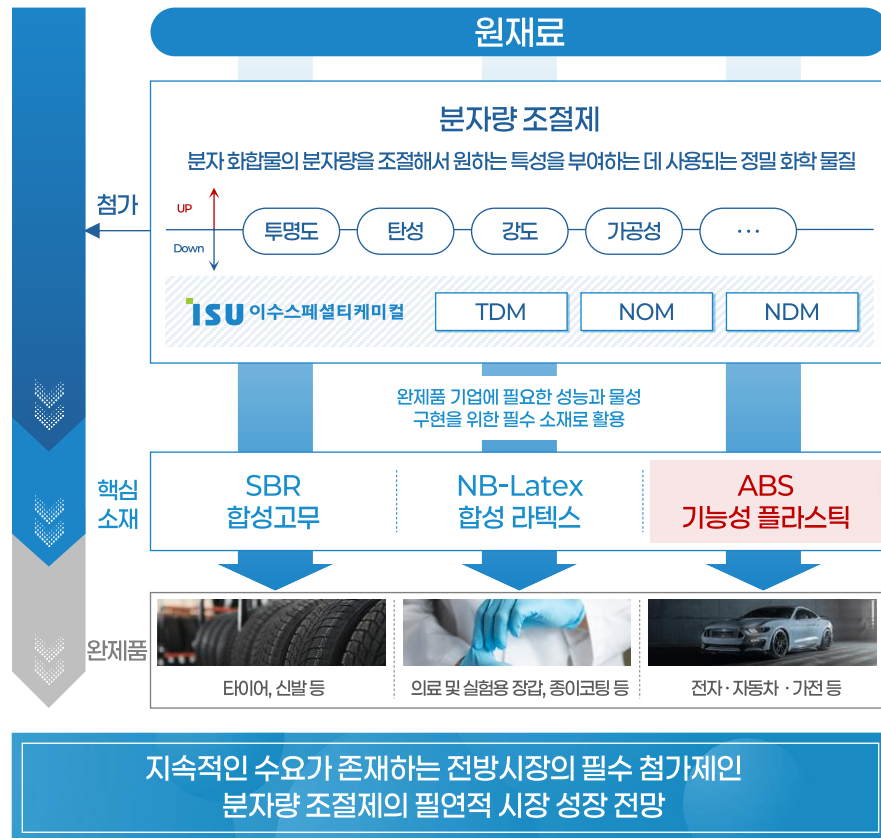 원재료
분자량 조절제
분자 화합물의 분자량을 조절해서 원하는 특성을 부여하는 데 사용되는 정밀 화학 물질
첨가
UP
Down
투명도
탄성
강도
가공성
...
ISU 이수스페셜티케미컬
TDM
NOM
NDM
완제품 기업에 필요한 성능과 물성
구현을 위한 필수 소재로 활용
핵심
소재
SBR
합성고무
NB-Latex
합성 라텍스
ABS
기능성 플라스틱
완제품
타이어, 신발 등
의료 및 실험용 장갑, 종이코팅 등
전자 · 자동차 · 가전 등
지속적인 수요가 존재하는 전방시장의 필수 첨가제인
분자량 조절제의 필연적 시장 성장 전망